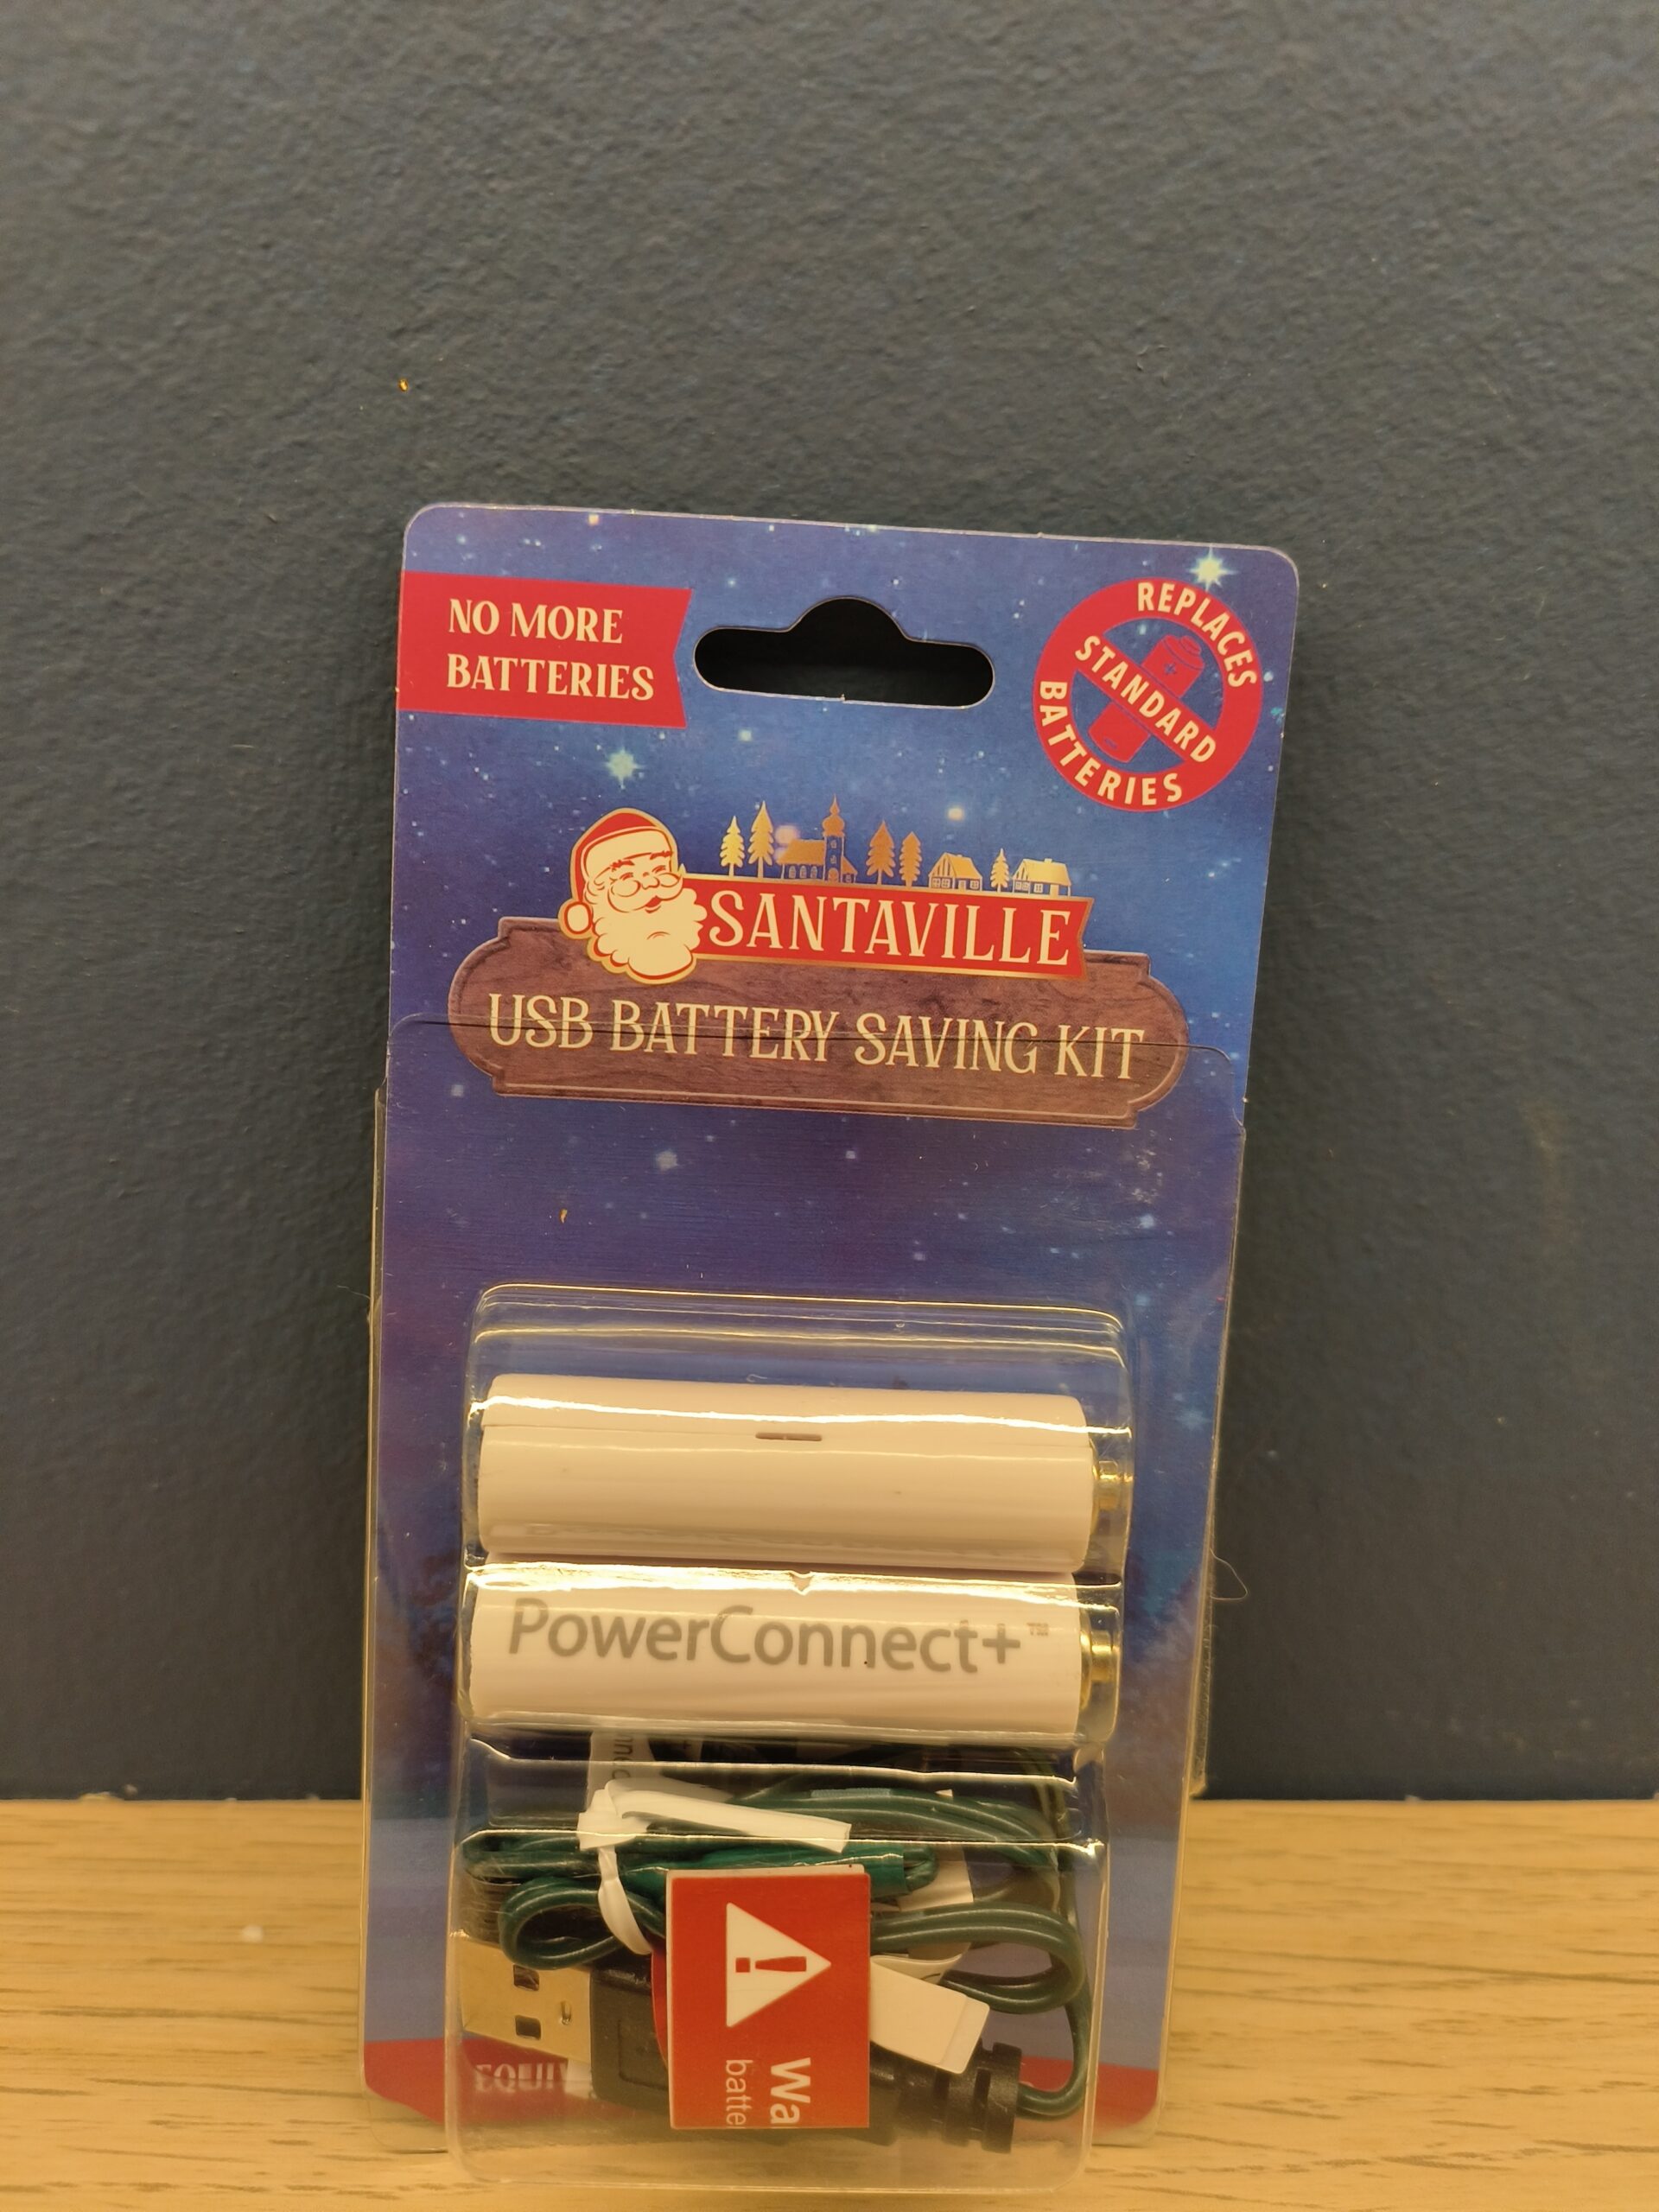 NO MORE
BATTERIES
REPLACES
STANDARD
BATTERIES
SANTAVILLE
USB BATTERY SAVING KIT
PowerConnect+™